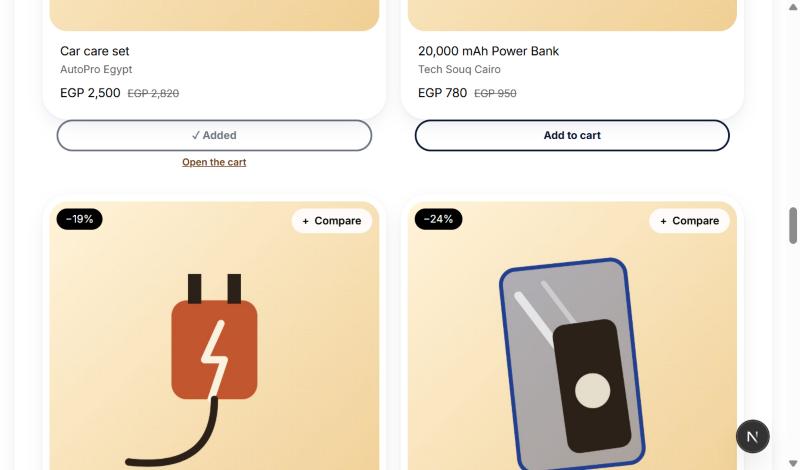 Car care set
AutoPro Egypt
EGP 2,500 EGP 2,820
✓ Added
Open the cart
20,000 mAh Power Bank
Tech Souq Cairo
EGP 780 EGP 950
Add to cart
−19%
+ Compare
−24%
+ Compare
N